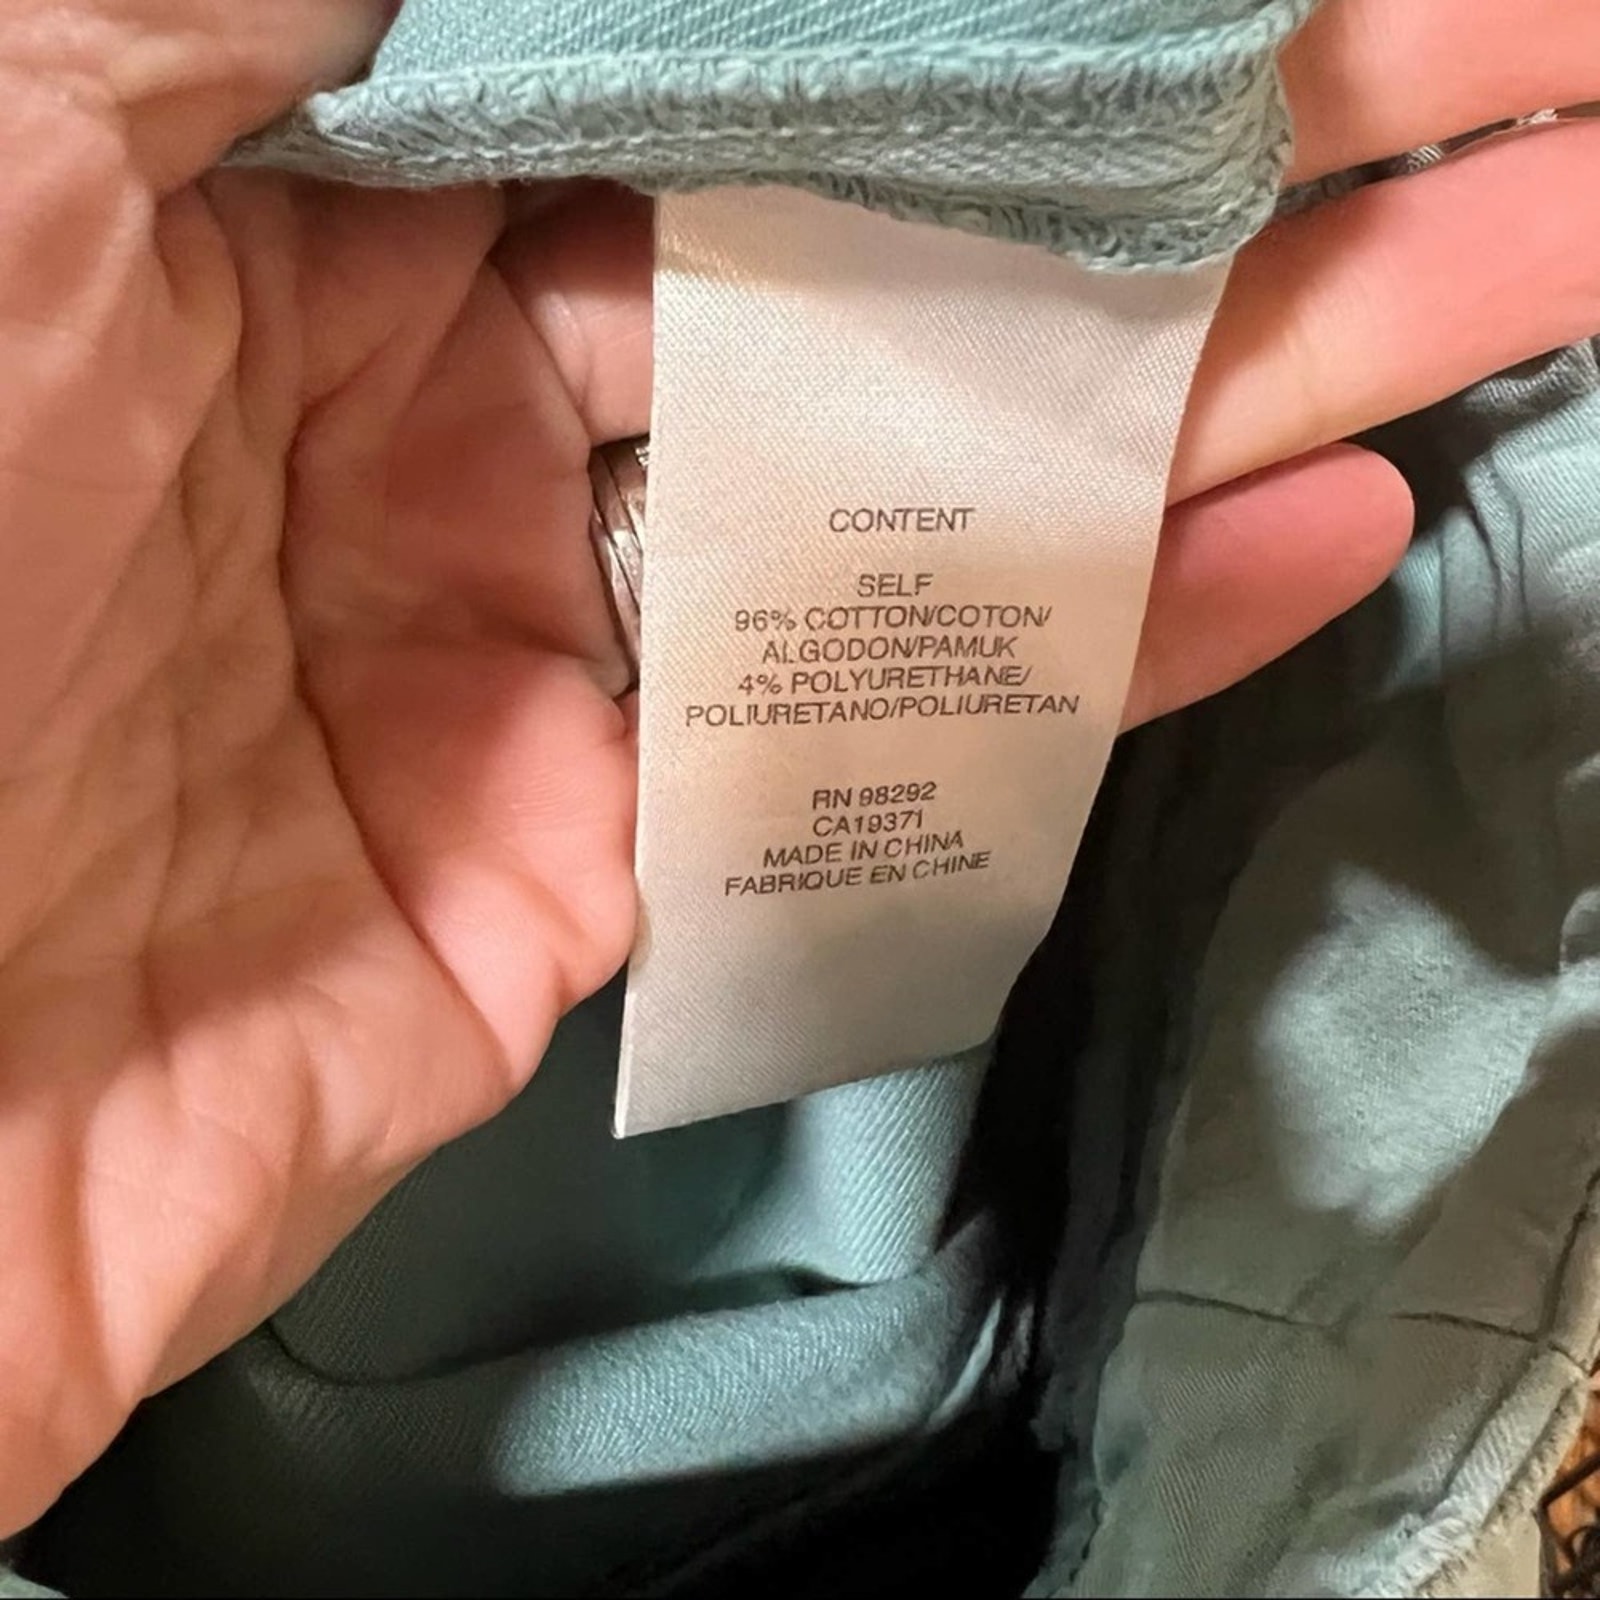 CONTENT
SELF
96% COTTON/COTON/
ALGODON/PAMUK
4% POLYURETHANE/
POLIURETANO/POLIURETAN
RN 98292
CA19371
MADE IN CHINA
FABRIQUE EN CHINE